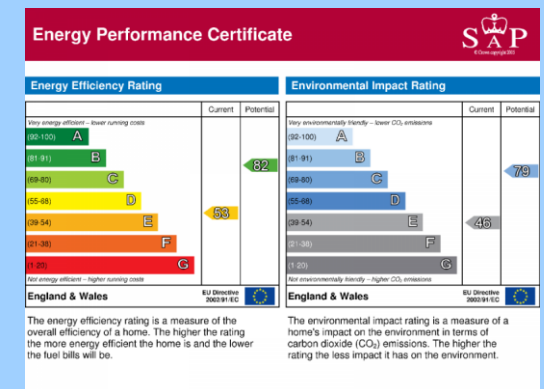 Energy Performance Certificate
SAP
© Crown copyright 2002
Energy Efficiency Rating
Current Potential
Very energy efficient – lower running costs
(92-100) A
(81-91) B
82
(69-80) C
(55-68) D
53
(39-54) E
(21-38) F
(1-20) G
Not energy efficient – higher running costs
England & Wales
EU Directive
2002/91/EC
The energy efficiency rating is a measure of the
overall efficiency of a home. The higher the rating
the more energy efficient the home is and the lower
the fuel bills will be.
Environmental Impact Rating
Current Potential
Very environmentally friendly – lower CO₂ emissions
(92-100) A
(81-91) B
(69-80) C
79
(55-68) D
(39-54) E
46
(21-38) F
(1-20) G
Not environmentally friendly – higher CO₂ emissions
England & Wales
EU Directive
2002/91/EC
The environmental impact rating is a measure of a
home's impact on the environment in terms of
carbon dioxide (CO₂) emissions. The higher the
rating the less impact it has on the environment.